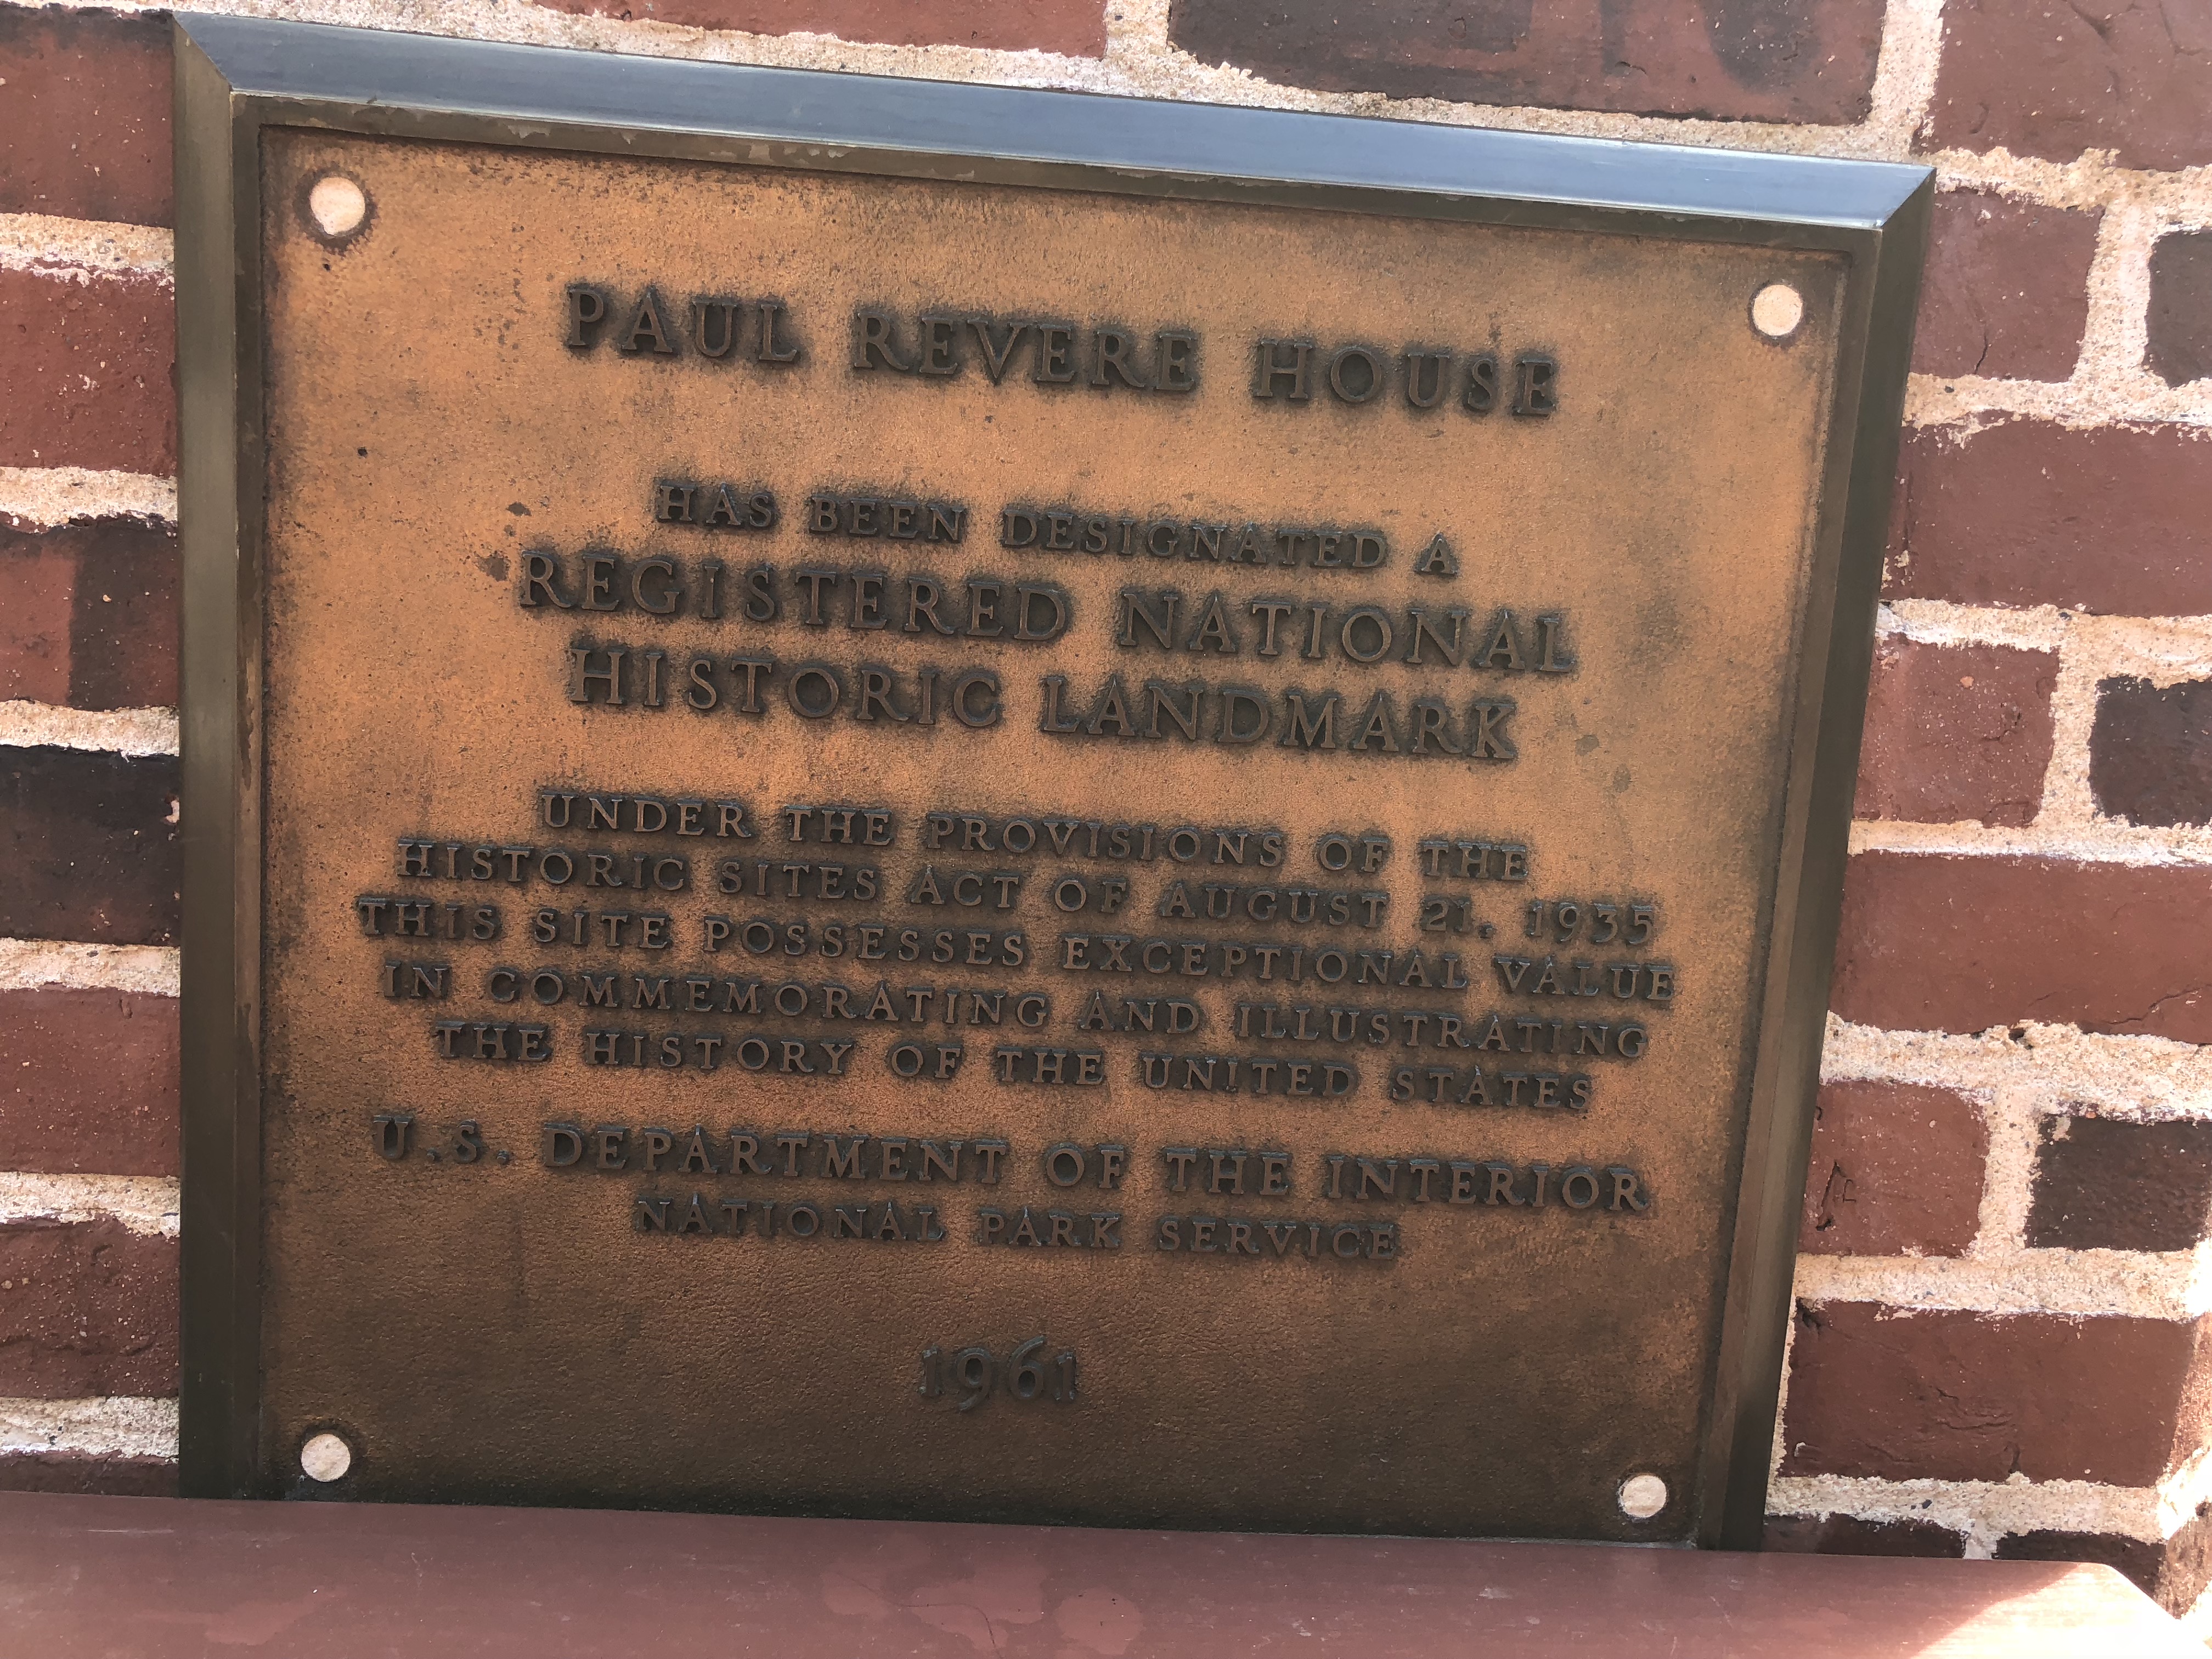 PAUL REVERE HOUSE
HAS BEEN DESIGNATED A
REGISTERED NATIONAL
HISTORIC LANDMARK
UNDER THE PROVISIONS OF THE
HISTORIC SITES ACT OF AUGUST 21, 1935
THIS SITE POSSESSES EXCEPTIONAL VALUE
IN COMMEMORATING AND ILLUSTRATING
THE HISTORY OF THE UNITED STATES
U.S. DEPARTMENT OF THE INTERIOR
NATIONAL PARK SERVICE
1961